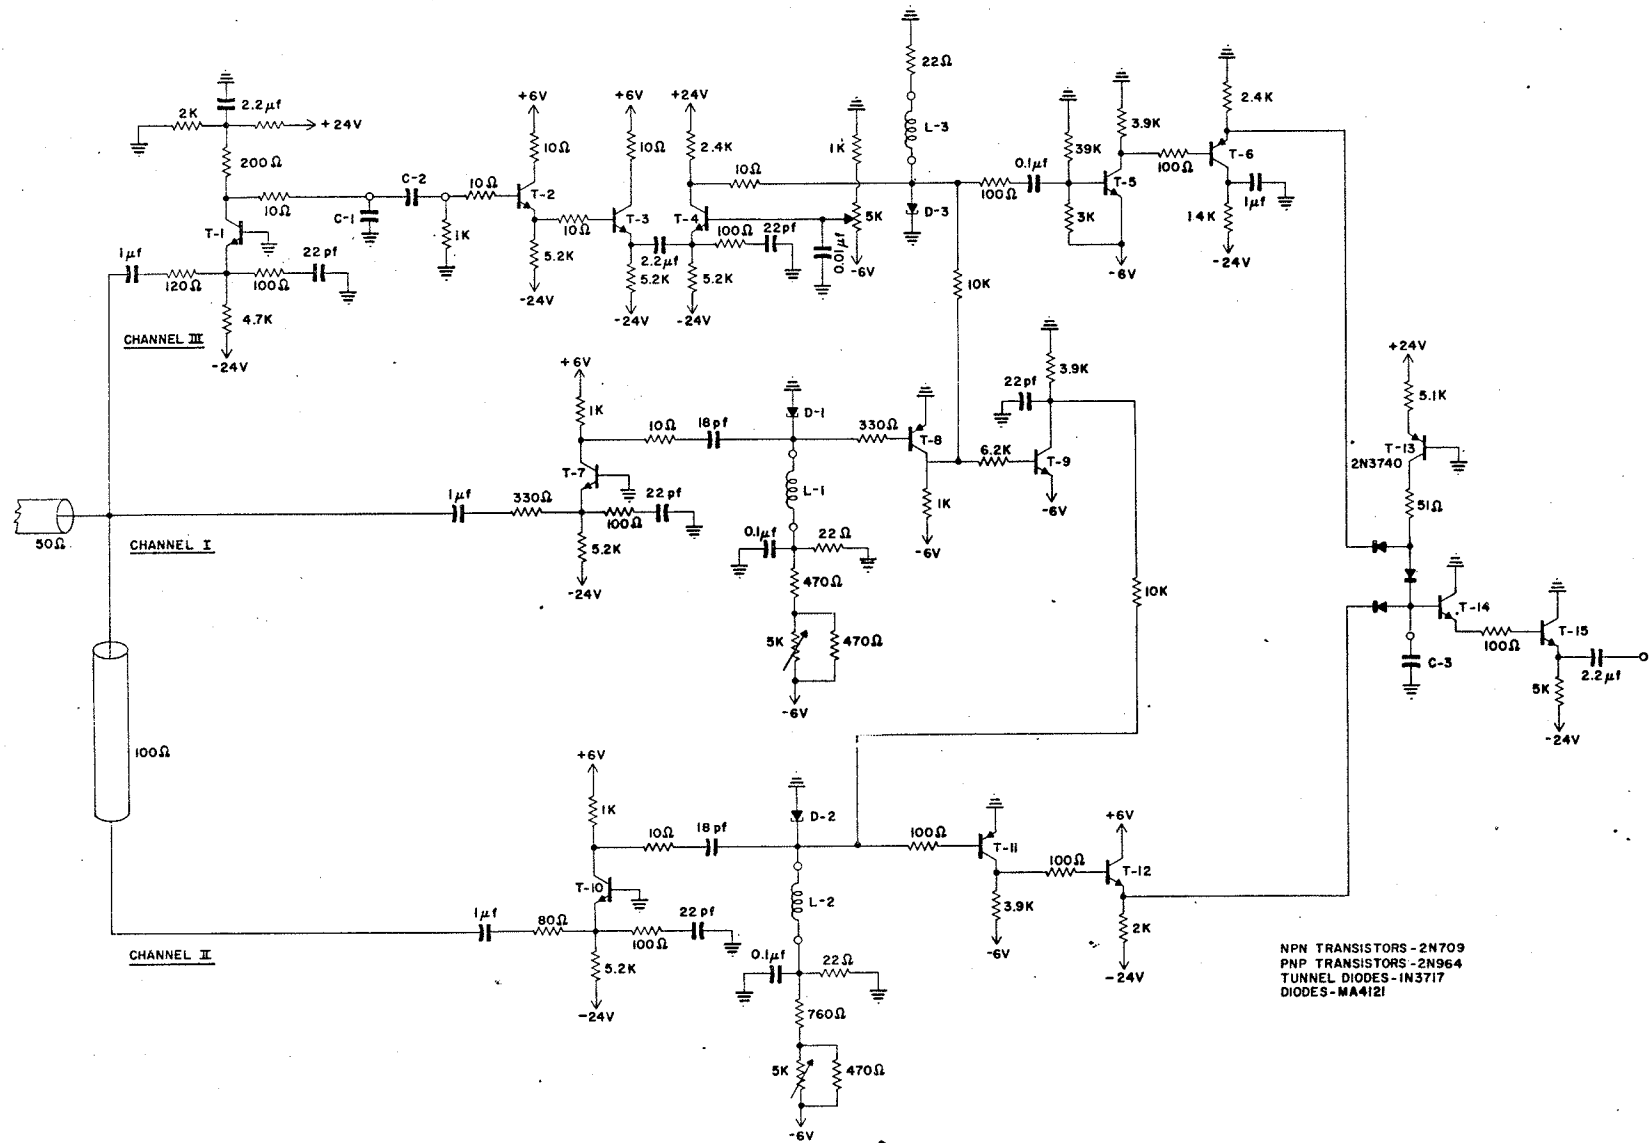 22Ω
2.2µf
2K
+24V
200Ω
+6V
+6V
+24V
L-3
2.4K
3.9K
10Ω
10Ω
2.4K
1K
39K
T-6
C-2
10Ω
10Ω
0.1µf
100Ω
T-2
100Ω
T-5
1µf
10Ω
C-1
T-3
T-4
D-3
5K
3K
14K
T-1
1K
10Ω
100Ω
22pf
0.01µf
1µf
22pf
5.2K
2.2µf
-6V
-6V
-24V
120Ω
100Ω
5.2K
5.2K
10K
-24V
4.7K
-24V
-24V
CHANNEL III
-24V
+6V
3.9K
+24V
22pf
1K
18pf
D-1
330Ω
5.1K
10Ω
T-8
6.2K
T-9
T-13
2N3740
T-7
L-1
1µf
330Ω
22pf
1K
-6V
51Ω
50Ω
CHANNEL I
100Ω
0.1µf
22Ω
-6V
5.2K
470Ω
-24V
10K
T-14
5K
470Ω
100Ω
T-15
C-3
2.2µf
5K
-6V
-24V
100Ω
+6V
1K
18pf
D-2
+6V
10Ω
100Ω
T-11
100Ω
T-12
T-10
L-2
3.9K
1µf
80Ω
22pf
2K
100Ω
0.1µf
22Ω
-6V
CHANNEL II
5.2K
-24V
760Ω
-24V
5K
470Ω
-6V
NPN TRANSISTORS-2N709
PNP TRANSISTORS-2N964
TUNNEL DIODES-1N3717
DIODES-MA4121